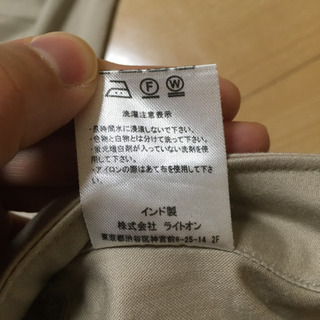 F W
洗濯注意表示
・長時間水に浸漬しないで下さい。
・色物と白物とは分けて洗って下さい。
・蛍光増白剤が入っていない洗剤を使用して下さい。
・アイロンの際はあて布を使用して下さい。
インド製
株式会社 ライトオン
東京都渋谷区神宮前6-25-14 2F